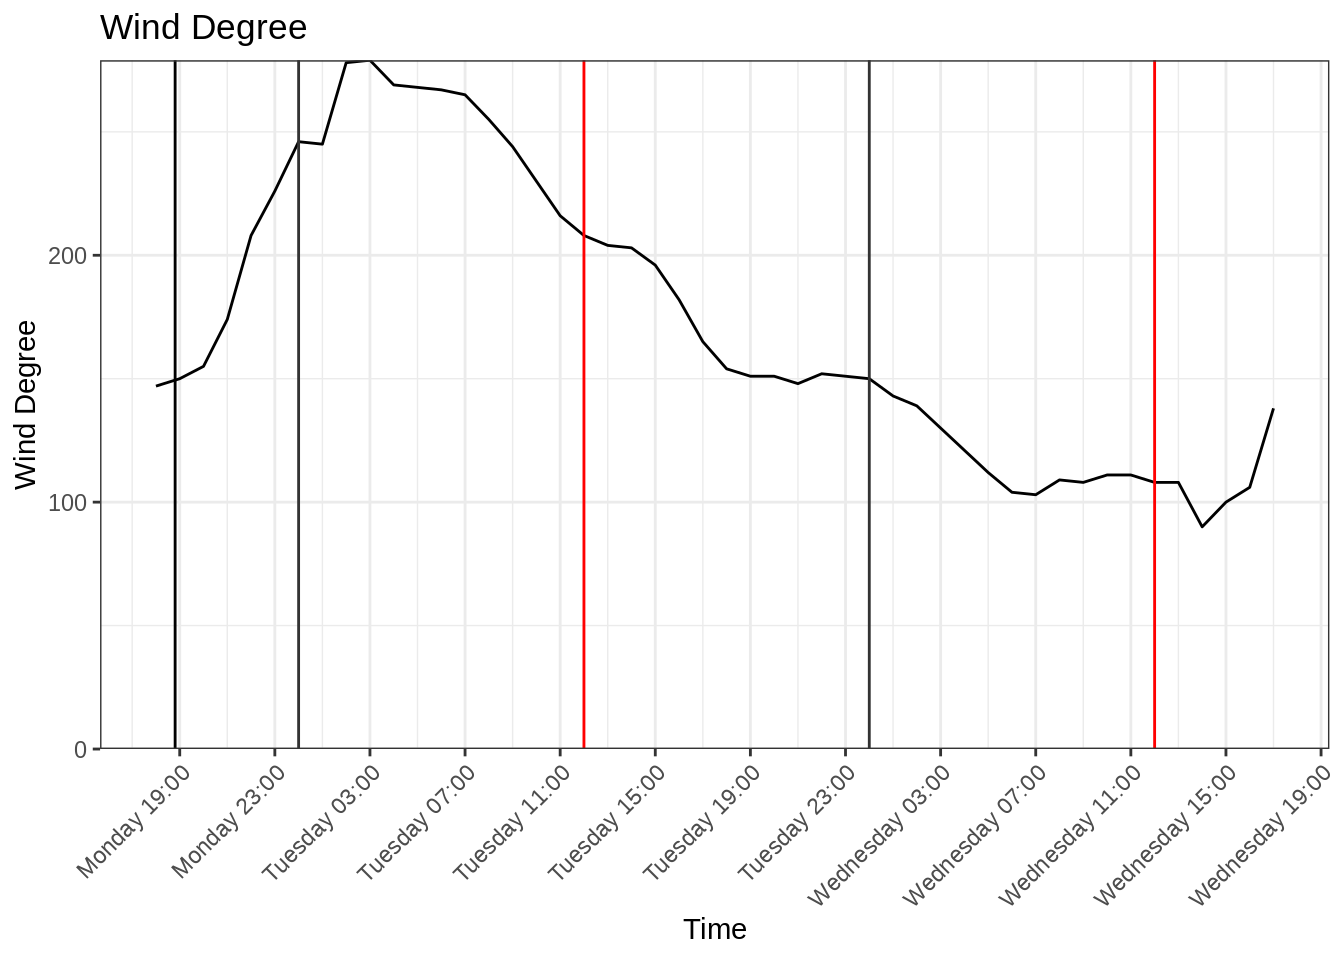 Wind Degree
Wind Degree
200
100
0
Monday 19:00
Monday 23:00
Tuesday 03:00
Tuesday 07:00
Tuesday 11:00
Tuesday 15:00
Tuesday 19:00
Tuesday 23:00
Wednesday 03:00
Wednesday 07:00
Wednesday 11:00
Wednesday 15:00
Wednesday 19:00
Time